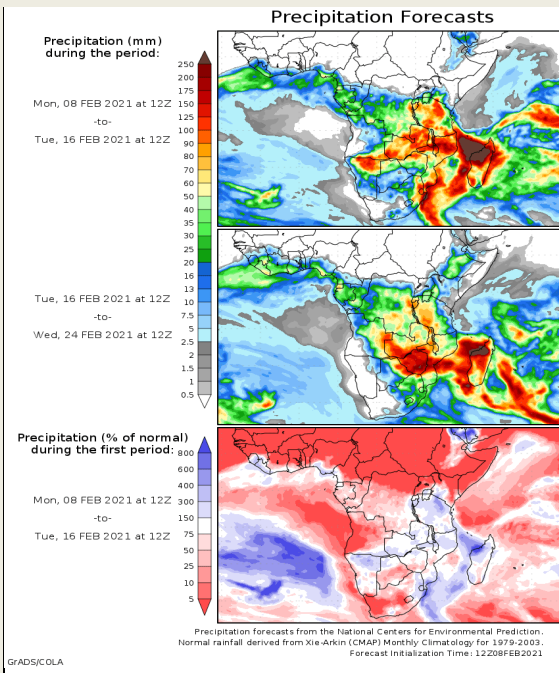 Precipitation Forecasts
Precipitation (mm)
during the period:
Mon, 08 FEB 2021 at 12Z
-to-
Tue, 16 FEB 2021 at 12Z
250
200
175
150
125
100
90
80
70
60
50
40
35
30
25
20
16
13
10
7.5
5
2.5
2
1.5
1
0.5
Tue, 16 FEB 2021 at 12Z
-to-
Wed, 24 FEB 2021 at 12Z
Precipitation (% of normal)
during the first period:
Mon, 08 FEB 2021 at 12Z
-to-
Tue, 16 FEB 2021 at 12Z
800
600
400
300
150
75
50
25
10
5
Precipitation forecasts from the National Centers for Environmental Prediction.
Normal rainfall derived from Xie-Arkin (CMAP) Monthly Climatology for 1979-2003.
Forecast Initialization Time: 12Z08FEB2021
GrADS/COLA